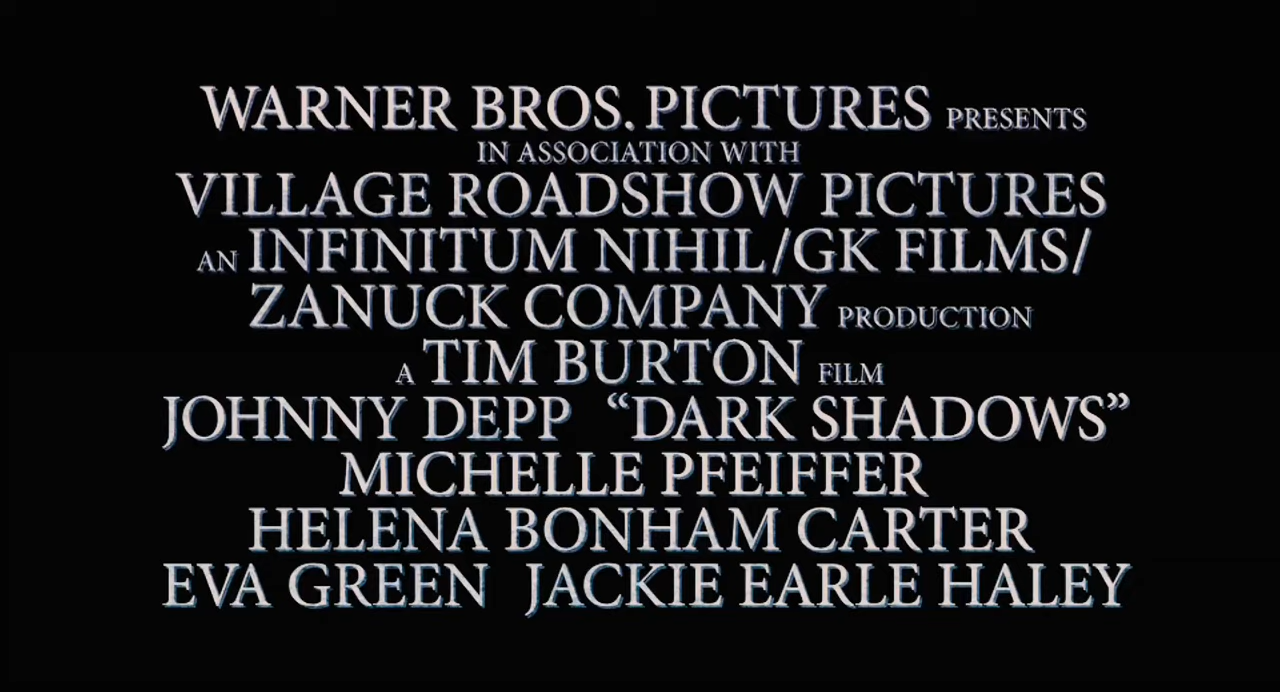 WARNER BROS. PICTURES PRESENTS
IN ASSOCIATION WITH
VILLAGE ROADSHOW PICTURES
AN INFINITUM NIHIL/GK FILMS/
ZANUCK COMPANY PRODUCTION
A TIM BURTON FILM
JOHNNY DEPP “DARK SHADOWS”
MICHELLE PFEIFFER
HELENA BONHAM CARTER
EVA GREEN JACKIE EARLE HALEY